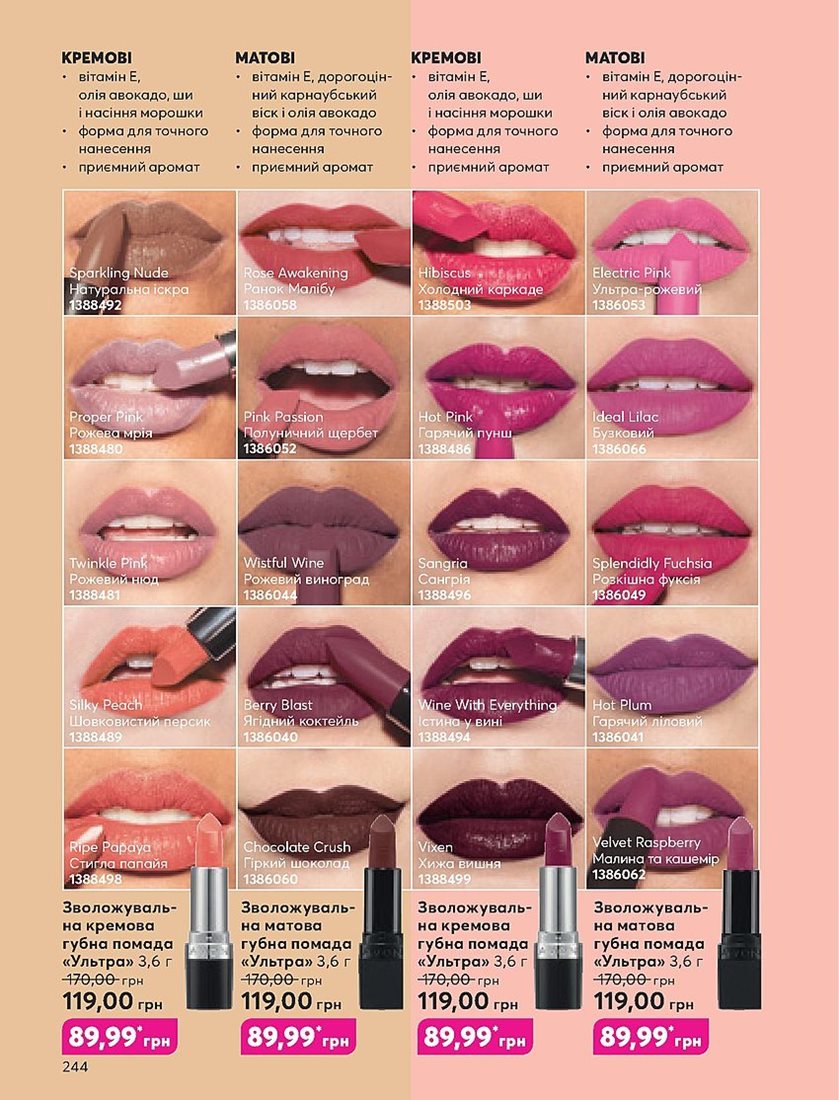 КРЕМОВІ
• вітамін Е,
олія авокадо, ши
і насіння морошки
• форма для точного
нанесення
• приємний аромат
МАТОВІ
• вітамін Е, дорогоцін-
ний карнаубський
віск і олія авокадо
• форма для точного
нанесення
• приємний аромат
КРЕМОВІ
• вітамін Е,
олія авокадо, ши
і насіння морошки
• форма для точного
нанесення
• приємний аромат
МАТОВІ
• вітамін Е, дорогоцін-
ний карнаубський
віск і олія авокадо
• форма для точного
нанесення
• приємний аромат
Sparkling Nude
Натуральна іскра
1388492
Rose Awakening
Ранок Малібу
1386058
Hibiscus
Холодний каркаде
1388503
Electric Pink
Ультра-рожевий
1386053
Proper Pink
Рожева мрія
1388480
Pink Passion
Полуничний щербет
1386052
Hot Pink
Гарячий пунш
1388486
Ideal Lilac
Бузковий
1386066
Twinkle Pink
Рожевий нюд
1388481
Wistful Wine
Рожевий виноград
1386044
Sangria
Сангрія
1388496
Splendidly Fuchsia
Розкішна фуксія
1386049
Silky Peach
Шовковистий персик
1388489
Berry Blast
Ягідний коктейль
1386040
Wine With Everything
Істина у вині
1388494
Hot Plum
Гарячий ліловий
1386041
Ripe Papaya
Стигла папайя
1388498
Chocolate Crush
Гіркий шоколад
1386060
Vixen
Хижа вишня
1388499
Velvet Raspberry
Малина та кашемір
1386062
Зволожуваль-
на кремова
губна помада
«Ультра» 3,6 г
170,00 грн
119,00 грн
89,99* грн
Зволожуваль-
на матова
губна помада
«Ультра» 3,6 г
170,00 грн
119,00 грн
89,99* грн
Зволожуваль-
на кремова
губна помада
«Ультра» 3,6 г
170,00 грн
119,00 грн
89,99* грн
Зволожуваль-
на матова
губна помада
«Ультра» 3,6 г
170,00 грн
119,00 грн
89,99* грн
244